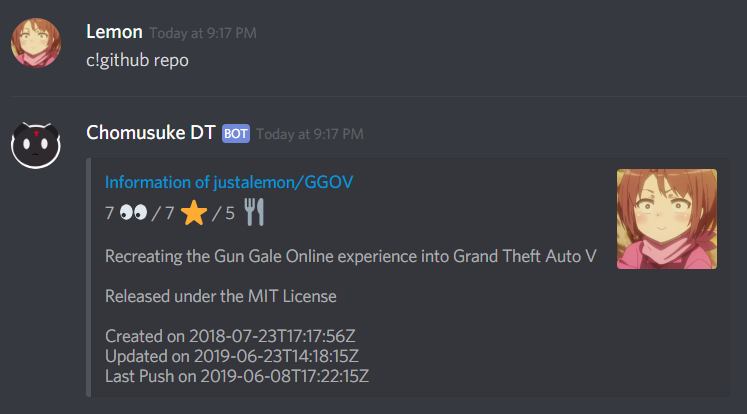 Lemon Today at 9:17 PM
c!github repo
Chomusuke DT BOT Today at 9:17 PM
Information of justalemon/GGOV
7 👀 / 7 ⭐ / 5 🍴
Recreating the Gun Gale Online experience into Grand Theft Auto V
Released under the MIT License
Created on 2018-07-23T17:17:56Z
Updated on 2019-06-23T14:18:15Z
Last Push on 2019-06-08T17:22:15Z